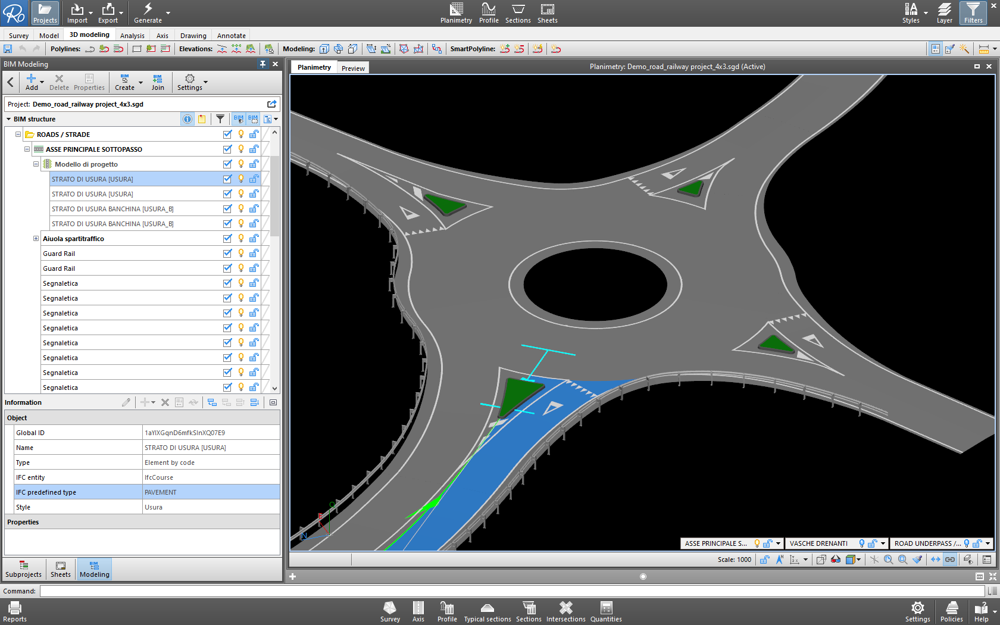 Ro
Projects
Import
Export
Generate
Planimetry
Profile
Sections
Sheets
Styles
Layer
Filters
Survey
Model
3D modeling
Analysis
Axis
Drawing
Annotate
Polylines:
Elevations:
Modeling:
SmartPolyline:
BIM Modeling
Add
Delete
Properties
BIM
Create
BIM
Join
Settings
Project: Demo_road_railway project_4x3.sgd
BIM structure
BIM
BIM
ROADS / STRADE
ASSE PRINCIPALE SOTTOPASSO
Modello di progetto
STRATO DI USURA [USURA]
STRATO DI USURA [USURA]
STRATO DI USURA BANCHINA [USURA_B]
STRATO DI USURA BANCHINA [USURA_B]
Aiuola spartitraffico
Guard Rail
Guard Rail
Segnaletica
Segnaletica
Segnaletica
Segnaletica
Segnaletica
Segnaletica
Segnaletica
Segnaletica
Information
Object
Global ID
Name STRATO DI USURA [USURA]
Type Element by code
IFC entity IfcCourse
IFC predefined type PAVEMENT
Style Usura
Properties
Subprojects
Sheets
BIM
Modeling
Planimetry
Preview
Planimetry: Demo_road_railway project_4x3.sgd (Active)
Q
E
N
ASSE PRINCIPALE S...
VASCHE DRENANTI
ROAD UNDERPASS /...
Scale: 1000
Command:
Reports
Survey
Axis
Profile
Typical sections
Sections
Intersections
Quantities
Settings
Policies
Help